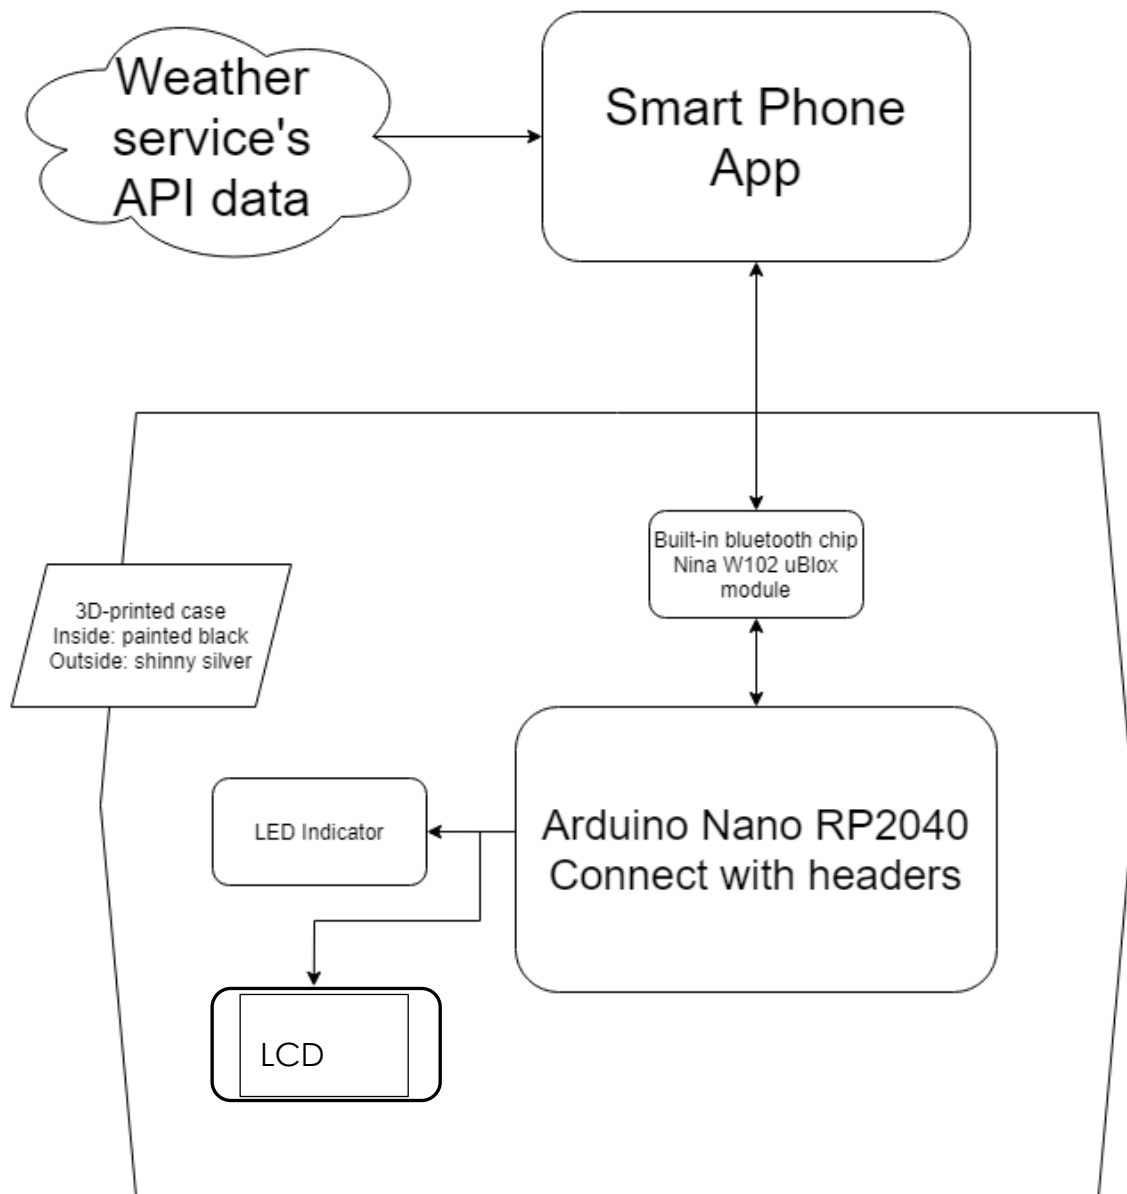 Weather
service's
API data
Smart Phone
App
Built-in bluetooth chip
Nina W102 uBlox
module
3D-printed case
Inside: painted black
Outside: shinny silver
LED Indicator
Arduino Nano RP2040
Connect with headers
LCD